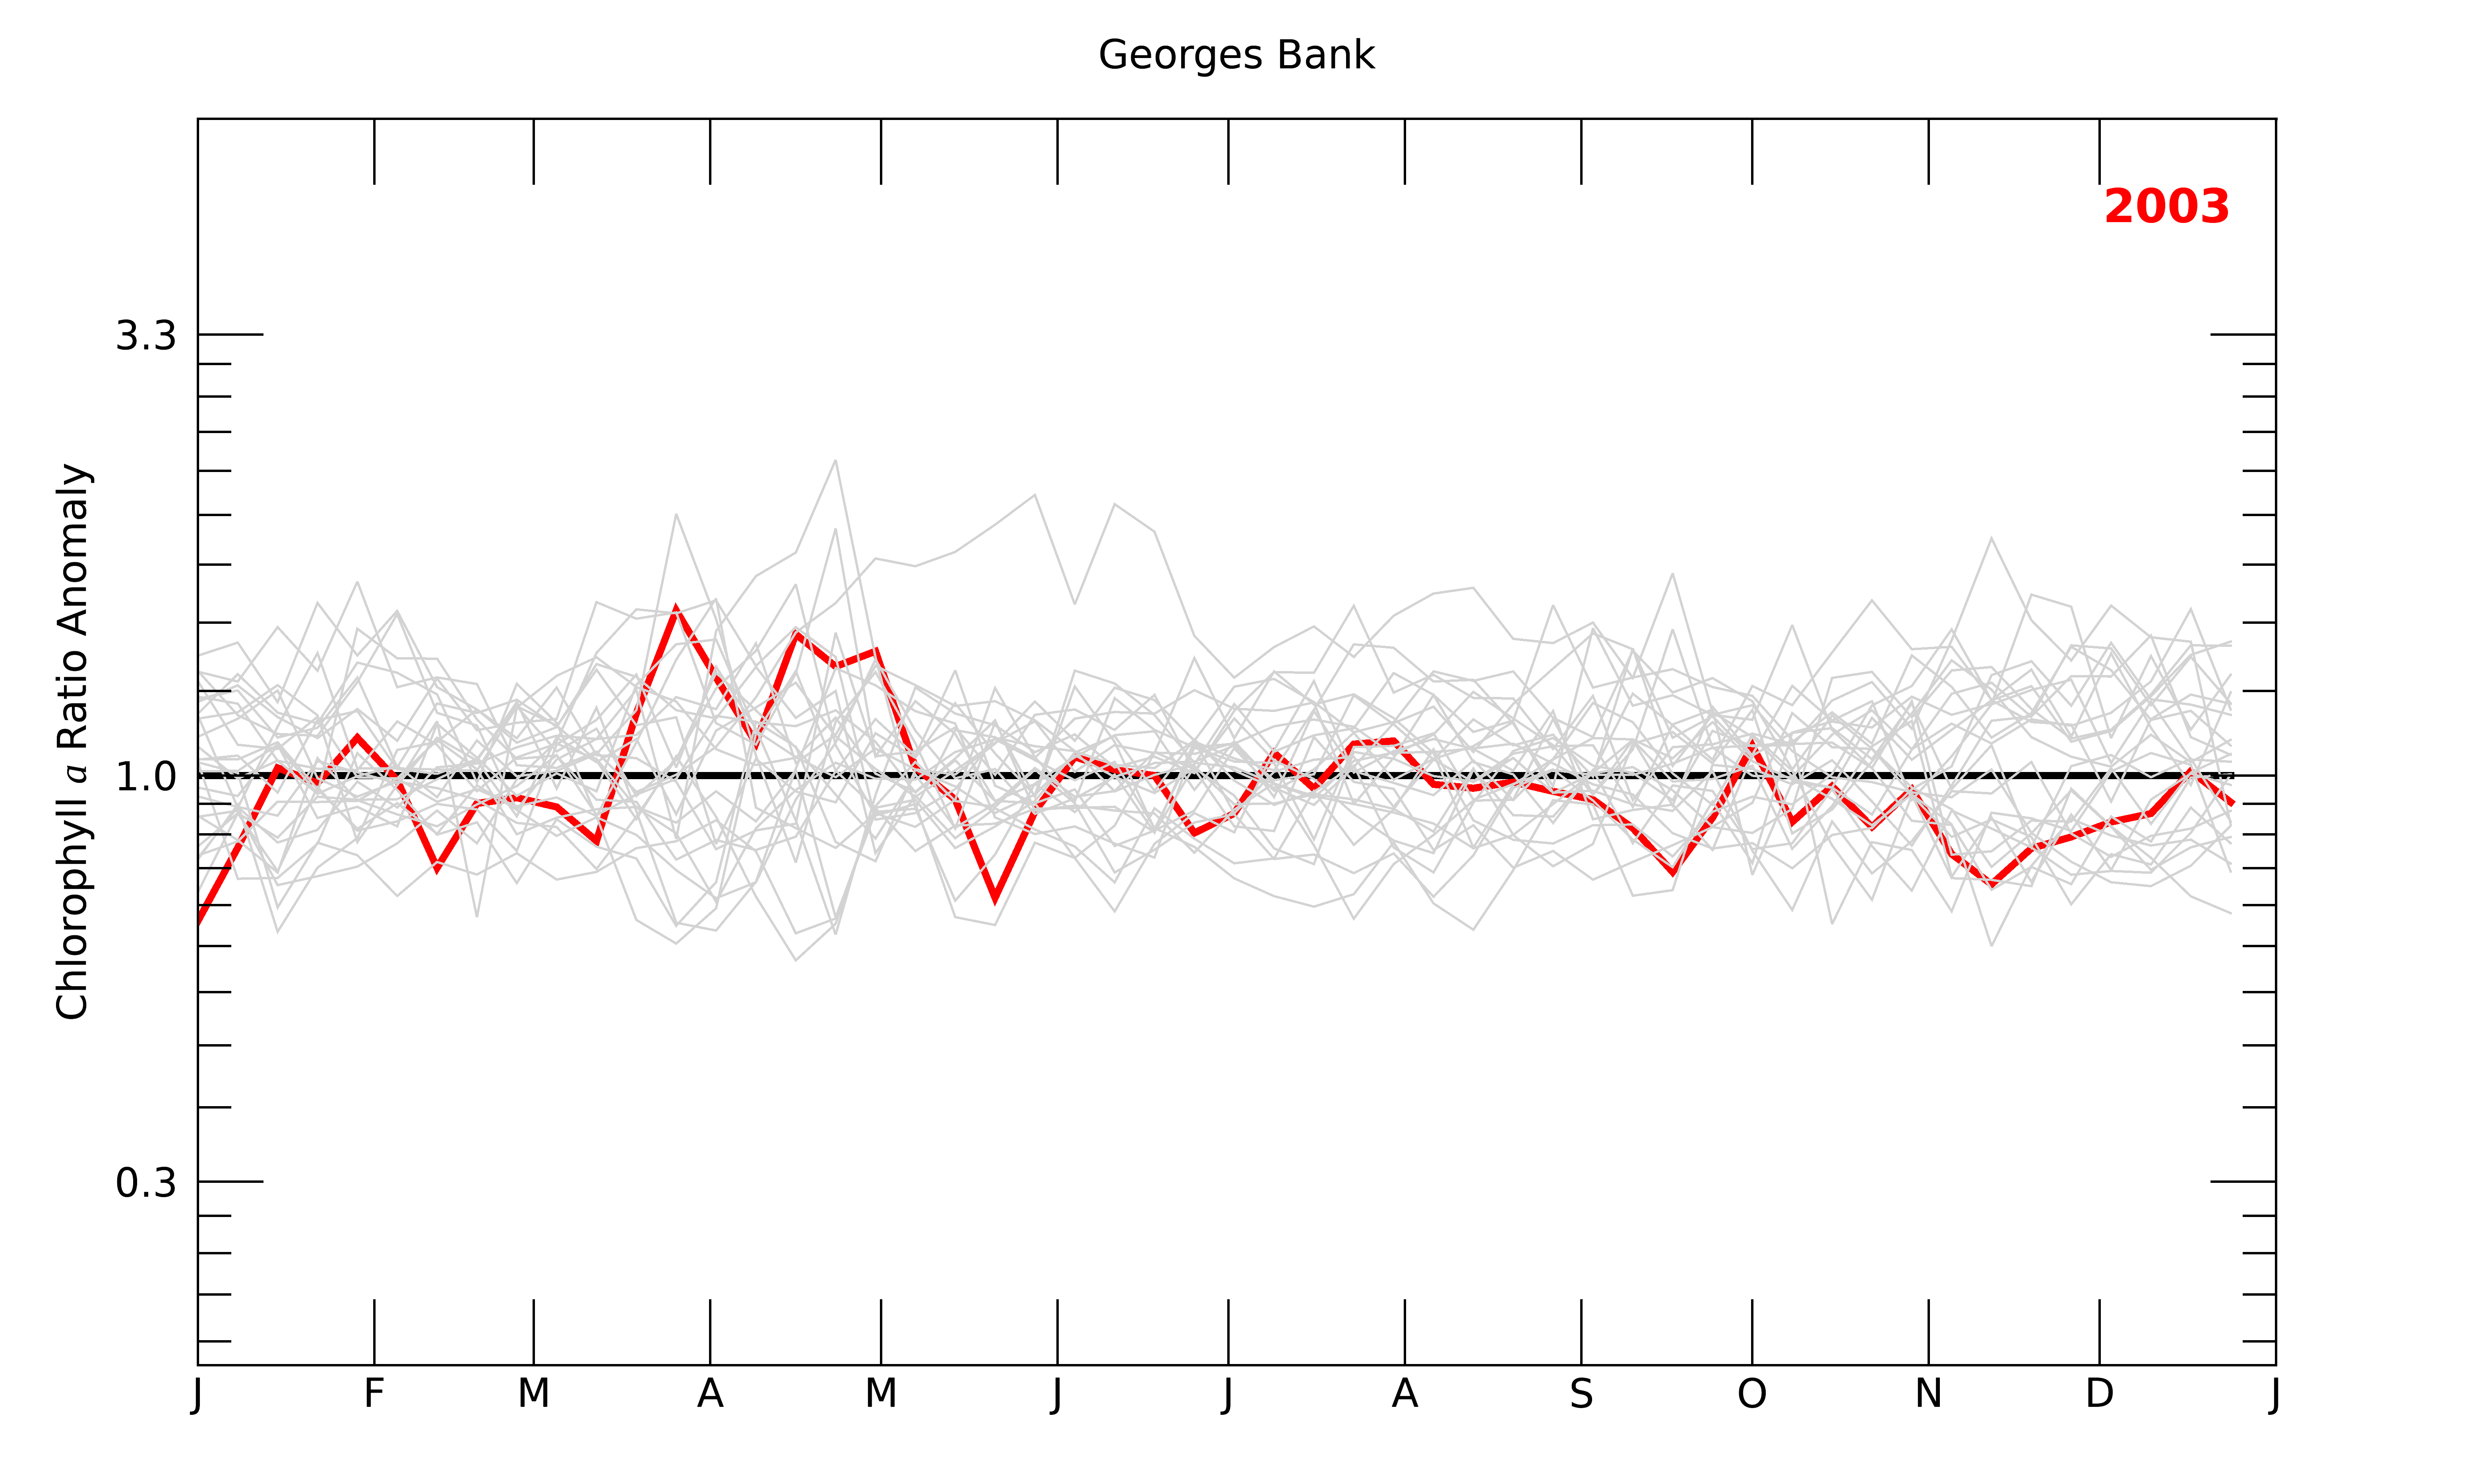 Georges Bank
2003
Chlorophyll a Ratio Anomaly
3.3
1.0
0.3
J F M A M J J A S O N D J